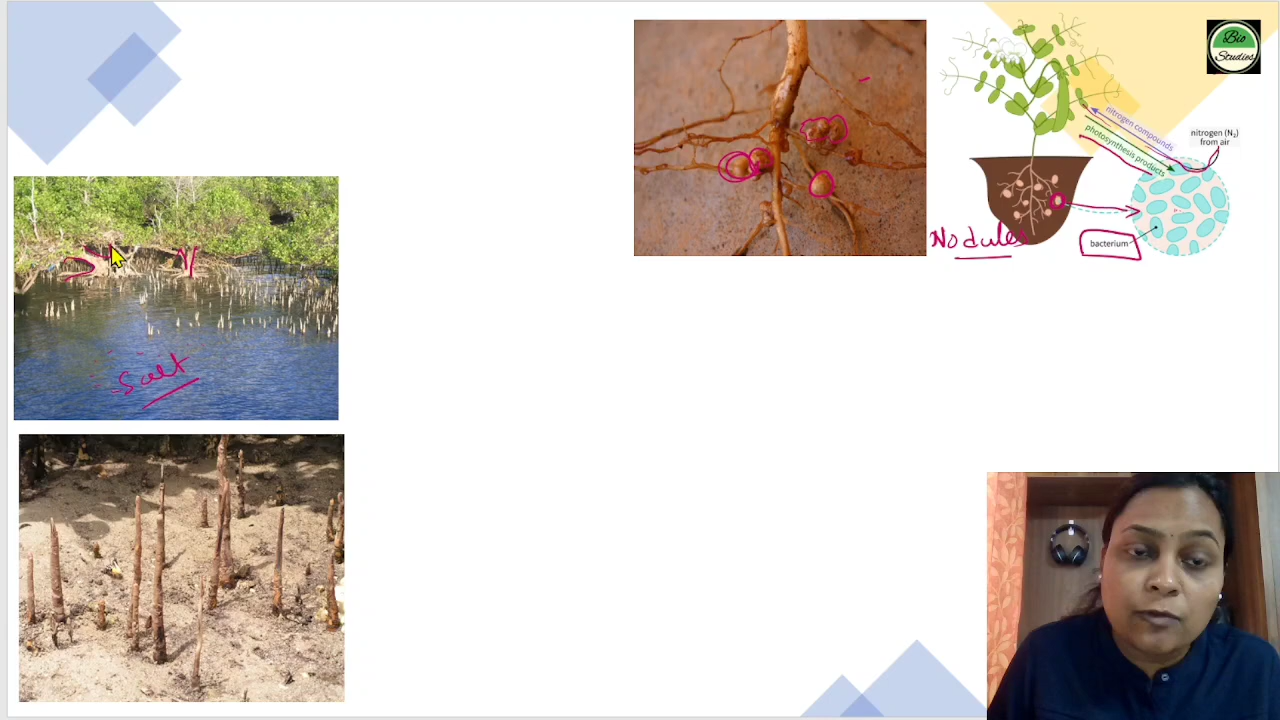 Bio
Studies
nitrogen compounds
photosynthesis products
nitrogen (N₂)
from air
Nodules
bacterium
Salt